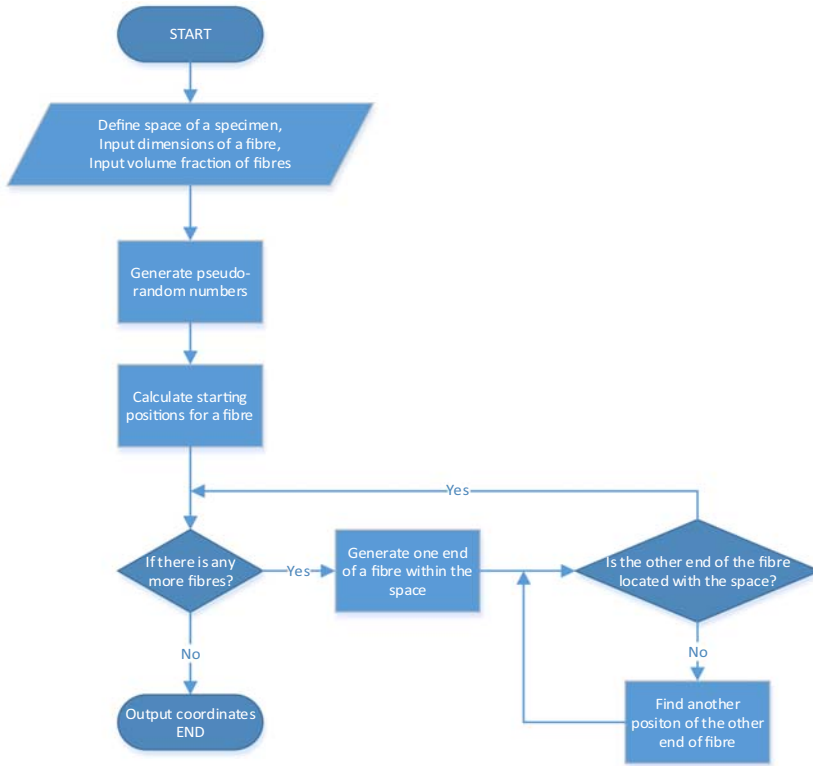 START
Define space of a specimen,
Input dimensions of a fibre,
Input volume fraction of fibres
Generate pseudo-
random numbers
Calculate starting
positions for a fibre
Yes
If there is any
more fibres?
Yes
Generate one end
of a fibre within the
space
Is the other end of the fibre
located with the space?
No
No
Output coordinates
END
Find another
positon of the other
end of fibre